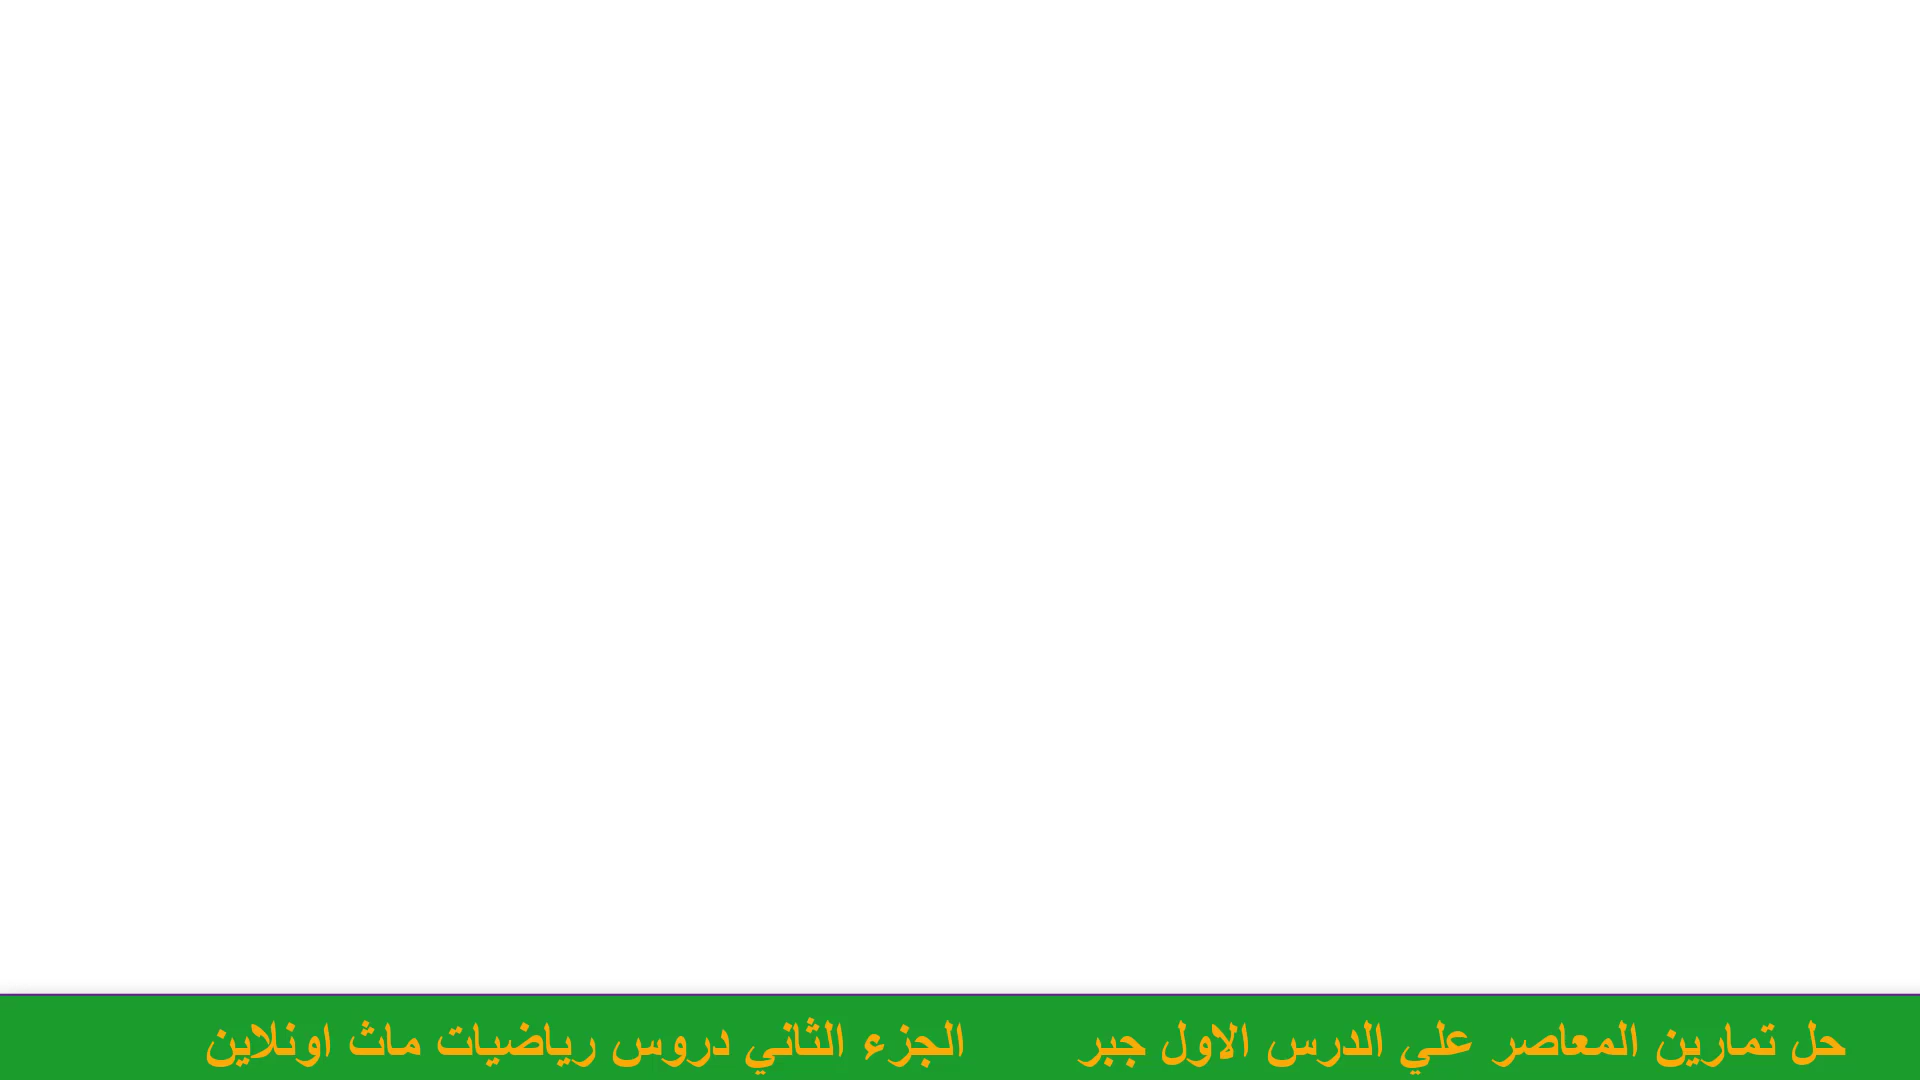 حل تمارين المعاصر علي الدرس الاول جبر الجزء الثاني دروس رياضيات ماث اونلاين